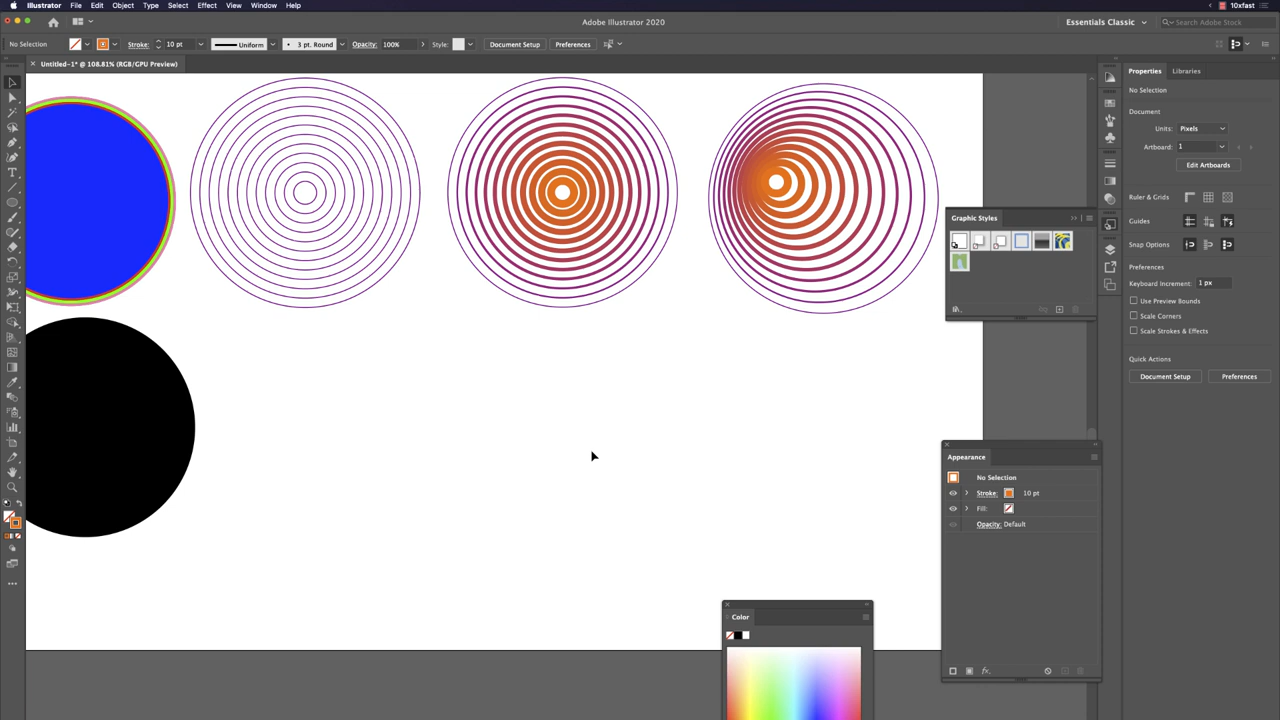 Illustrator File Edit Object Type Select Effect View Window Help 10xfast
Adobe Illustrator 2020 Essentials Classic Search Adobe Stock
No Selection Stroke: 10 pt Uniform 3 pt. Round Opacity: 100% Style: Document Setup Preferences
Untitled-1* @ 108.81% (RGB/GPU Preview)
Properties Libraries
No Selection
Document
Units: Pixels
Artboard: 1
Edit Artboards
Ruler & Grids
Guides
Snap Options
Preferences
Keyboard Increment: 1 px
Use Preview Bounds
Scale Corners
Scale Strokes & Effects
Quick Actions
Document Setup Preferences
Graphic Styles
Appearance
No Selection
Stroke: 10 pt
Fill:
Opacity: Default
fx
Color